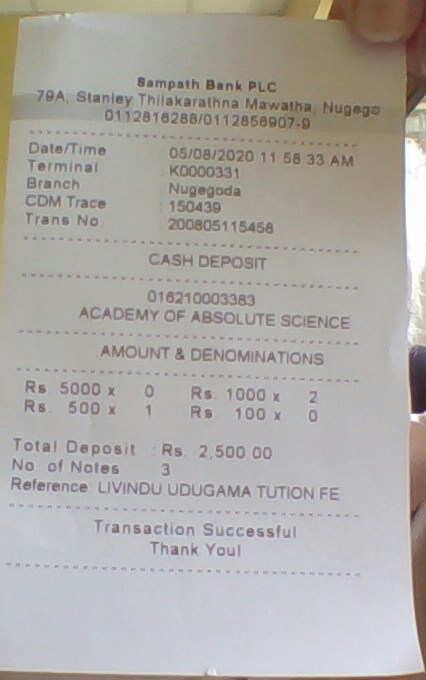 Sampath Bank PLC
79A, Stanley Thilakarathna Mawatha, Nugego
0112816288/0112856907-9
Date/Time : 05/08/2020 11 58 33 AM
Terminal : K0000331
Branch : Nugegoda
CDM Trace : 150439
Trans No. : 200805115458
CASH DEPOSIT
016210003383
ACADEMY OF ABSOLUTE SCIENCE
AMOUNT & DENOMINATIONS
Rs. 5000 x 0 Rs. 1000 x 2
Rs. 500 x 1 Rs. 100 x 0
Total Deposit : Rs. 2,500.00
No. of Notes : 3
Reference: LIVINDU UDUGAMA TUTION FE
Transaction Successful
Thank You!